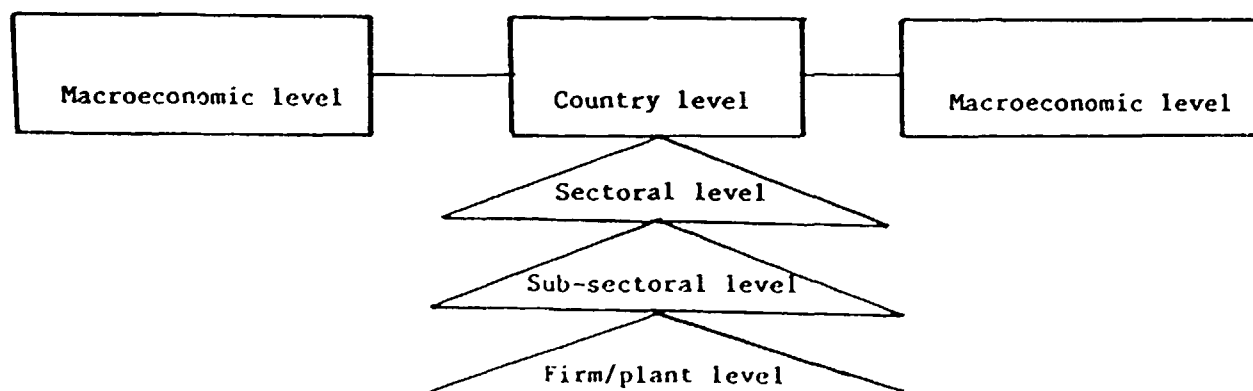 Macroeconomic level
Country level
Macroeconomic level
Sectoral level
Sub-sectoral level
Firm/plant level